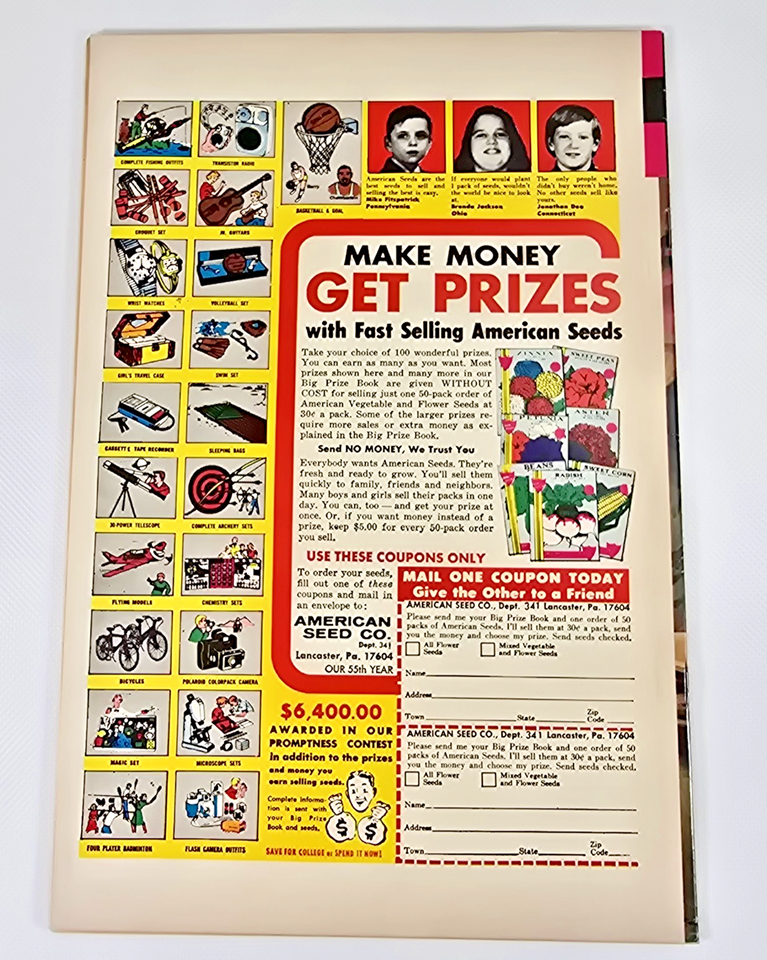 COMPLETE FISHING OUTFITS
TRANSISTOR RADIO
CROQUET SET
JR. GUITARS
WRIST WATCHES
VOLLEYBALL SET
GIRL'S TRAVEL CASE
SWIM SET
CASSETTE TAPE RECORDER
SLEEPING BAGS
30-POWER TELESCOPE
COMPLETE ARCHERY SETS
FLYING MODELS
CHEMISTRY SETS
BICYCLES
POLAROID COLORPACK CAMERA
MAGIC SET
MICROSCOPE SETS
FOUR PLAYER BADMINTON
FLASH CAMERA OUTFITS
Barry
Chamberlain
BASKETBALL & GOAL
American Seeds are the
best seeds to sell and
selling the best is easy.
Mike Fitzpatrick
Pennsylvania
If everyone would plant
1 pack of seeds, wouldn't
the world be nice to look
at.
Brenda Jackson
Ohio
The only people who
didn't buy weren't home.
No other seeds sell like
yours.
Jonathan Dea
Connecticut
MAKE MONEY
GET PRIZES
with Fast Selling American Seeds
Take your choice of 100 wonderful prizes.
You can earn as many as you want. Most
prizes shown here and many more in our
Big Prize Book are given WITHOUT
COST for selling just one 50-pack order of
American Vegetable and Flower Seeds at
30¢ a pack. Some of the larger prizes re-
quire more sales or extra money as ex-
plained in the Big Prize Book.
Send NO MONEY, We Trust You
Everybody wants American Seeds. They're
fresh and ready to grow. You'll sell them
quickly to family, friends and neighbors.
Many boys and girls sell their packs in one
day. You can, too — and get your prize at
once. Or, if you want money instead of a
prize, keep $5.00 for every 50-pack order
you sell.
ZINNIA
SWEET PEAS
PETUNIA
ASTER
BEANS
RADISH
SWEET CORN
USE THESE COUPONS ONLY
To order your seeds,
fill out one of these
coupons and mail in
an envelope to:
AMERICAN
SEED CO.
Dept. 341
Lancaster, Pa. 17604
OUR 55th YEAR
MAIL ONE COUPON TODAY
Give the Other to a Friend
AMERICAN SEED CO., Dept. 341 Lancaster, Pa. 17604
Please send me your Big Prize Book and one order of 50
packs of American Seeds. I'll sell them at 30¢ a pack, send
you the money and choose my prize. Send seeds checked.
All Flower Seeds
Mixed Vegetable and Flower Seeds
Name
Address
Town State Zip Code
AMERICAN SEED CO., Dept. 341 Lancaster, Pa. 17604
Please send me your Big Prize Book and one order of 50
packs of American Seeds. I'll sell them at 30¢ a pack, send
you the money and choose my prize. Send seeds checked.
All Flower Seeds
Mixed Vegetable and Flower Seeds
Name
Address
Town State Zip Code
$6,400.00
AWARDED IN OUR
PROMPTNESS CONTEST
in addition to the prizes
and money you
earn selling seeds.
Complete informa-
tion is sent with
your Big Prize
Book and seeds.
$ $
SAVE FOR COLLEGE or SPEND IT NOW!